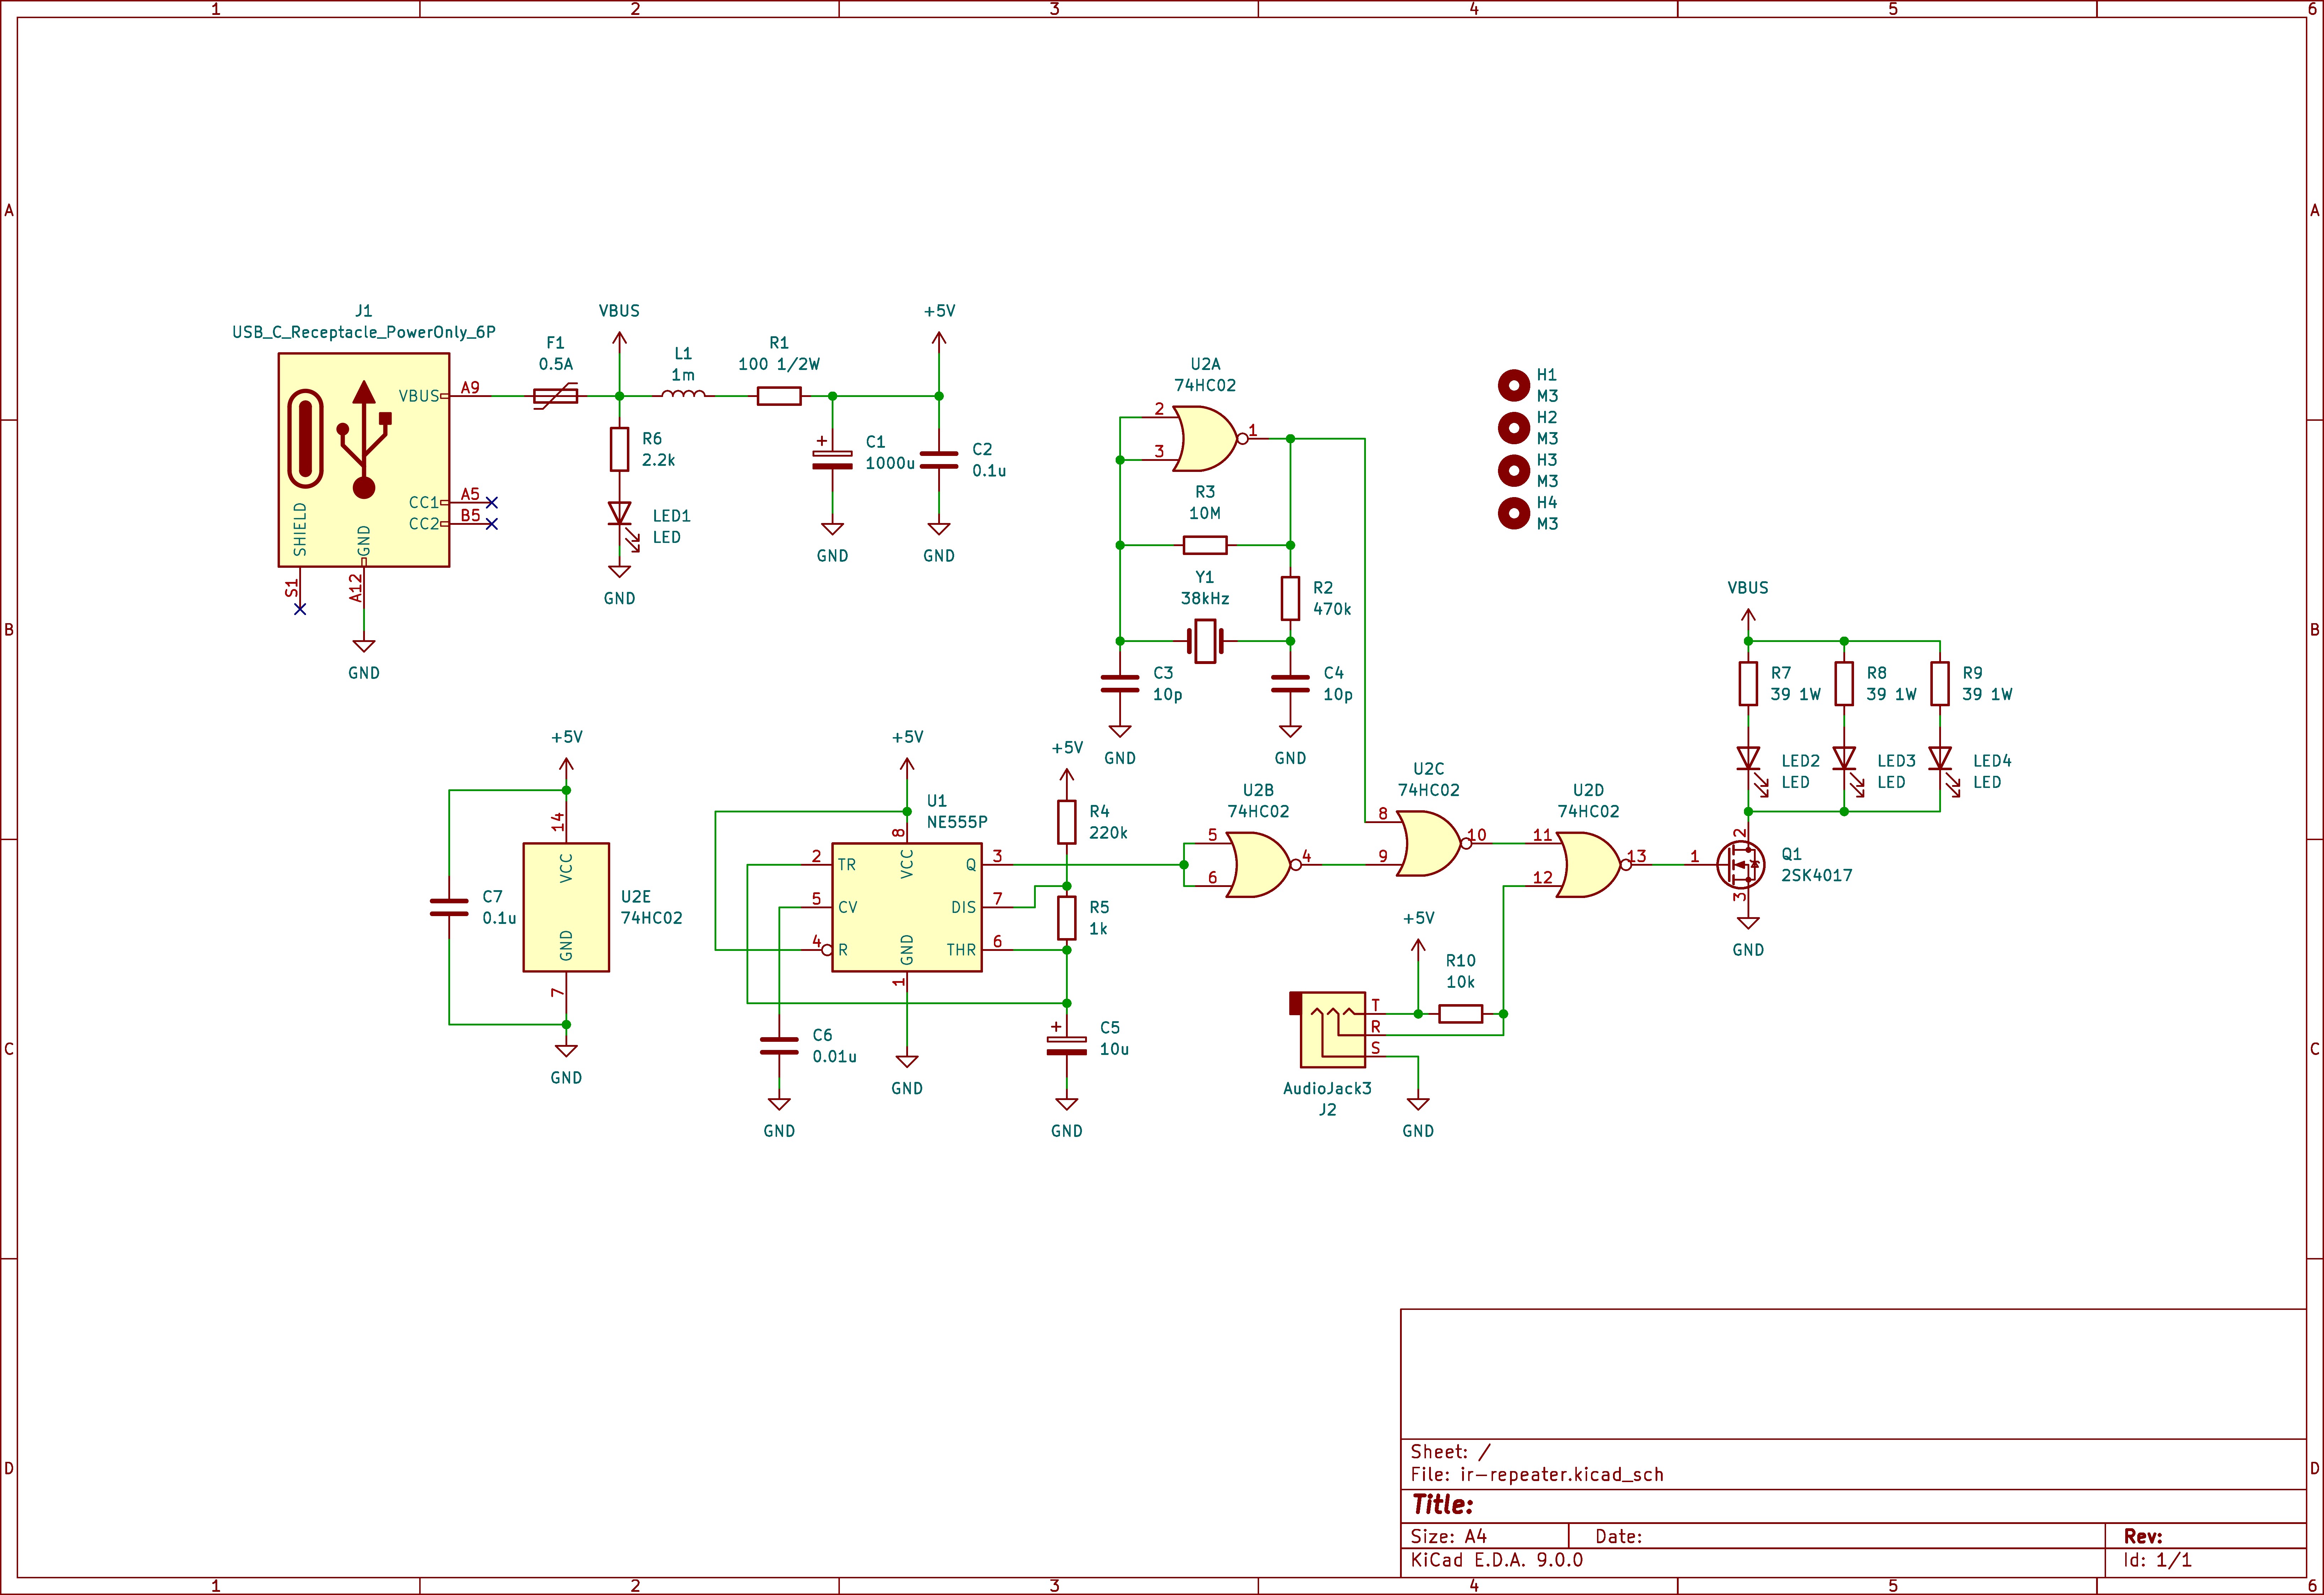 1 2 3 4 5 6
A A
B B
C C
D D
1 2 3 4 5 6
J1
USB_C_Receptacle_PowerOnly_6P
VBUS
A9
CC1
A5
CC2
B5
SHIELD
GND
S1
A12
GND
F1
0.5A
VBUS
L1
1m
R1
100 1/2W
+5V
R6
2.2k
LED1
LED
GND
+
C1
1000u
GND
C2
0.1u
GND
U2A
74HC02
2
3
1
R3
10M
Y1
38kHz
R2
470k
C3
10p
GND
C4
10p
GND
H1
M3
H2
M3
H3
M3
H4
M3
+5V
14
VCC
GND
7
C7
0.1u
U2E
74HC02
GND
+5V
U1
NE555P
8
VCC
2 TR
5 CV
4 R
Q 3
DIS 7
THR 6
GND
1
GND
C6
0.01u
GND
+5V
R4
220k
R5
1k
+
C5
10u
GND
U2B
74HC02
5
6
4
U2C
74HC02
8
9
10
U2D
74HC02
11
12
13
+5V
R10
10k
T
R
S
AudioJack3
J2
GND
VBUS
R7
39 1W
R8
39 1W
R9
39 1W
LED2
LED
LED3
LED
LED4
LED
1
2
3
Q1
2SK4017
GND
Sheet: /
File: ir-repeater.kicad_sch
Title:
Size: A4 Date: Rev:
KiCad E.D.A. 9.0.0 Id: 1/1